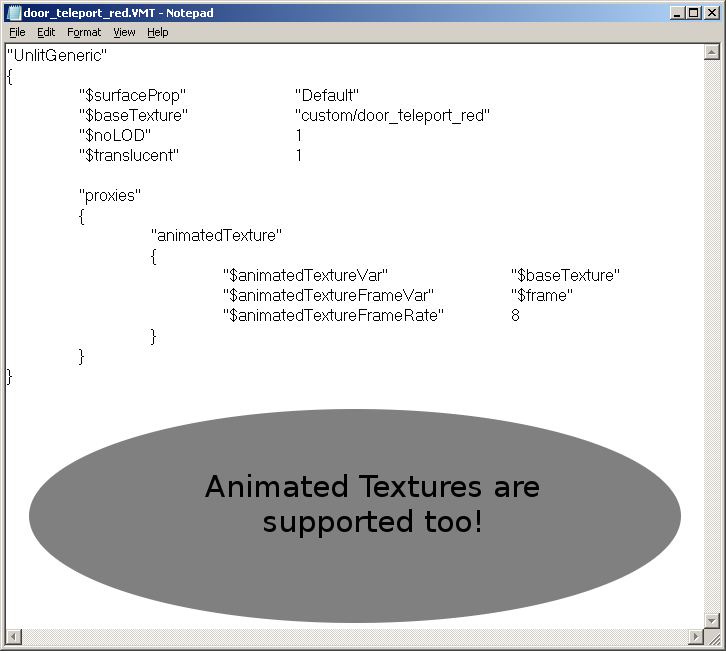 door_teleport_red.VMT - Notepad
File Edit Format View Help
"UnlitGeneric"
{
"$surfaceProp" "Default"
"$baseTexture" "custom/door_teleport_red"
"$noLOD" 1
"$translucent" 1
"proxies"
{
"animatedTexture"
{
"$animatedTextureVar" "$baseTexture"
"$animatedTextureFrameVar" "$frame"
"$animatedTextureFrameRate" 8
}
}
}
Animated Textures are
supported too!